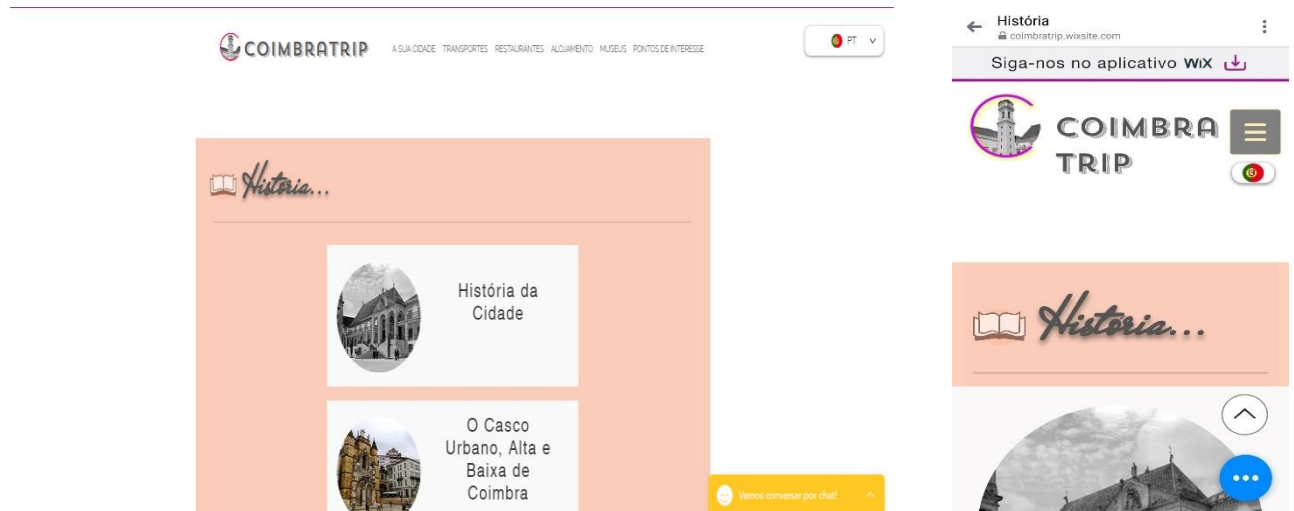 COIMBRATRIP
A SUA CIDADE TRANSPORTES RESTAURANTES ALOJAMENTO MUSEUS PONTOS DE INTERESSE
PT
História...
História da
Cidade
O Casco
Urbano, Alta e
Baixa de
Coimbra
Vamos conversar por chat!
História
coimbratrip.wixsite.com
Siga-nos no aplicativo WiX
COIMBRA
TRIP
História...